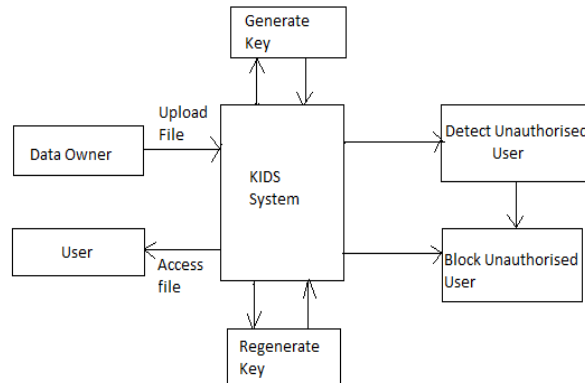 Generate
Key
Upload
File
Data Owner
KIDS
System
Detect Unauthorised
User
User
Access
file
Block Unauthorised
User
Regenerate
Key